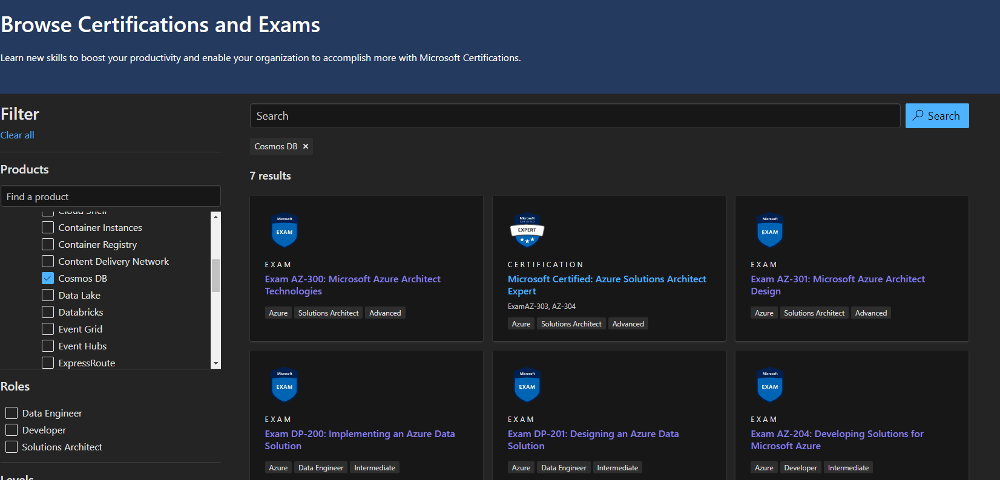 Browse Certifications and Exams
Learn new skills to boost your productivity and enable your organization to accomplish more with Microsoft Certifications.
Filter
Clear all
Products
Find a product
Cloud Shell
Container Instances
Container Registry
Content Delivery Network
Cosmos DB
Data Lake
Databricks
Event Grid
Event Hubs
ExpressRoute
Roles
Data Engineer
Developer
Solutions Architect
Levels
Search
Search
Cosmos DB ×
7 results
Microsoft
EXAM
EXAM
Exam AZ-300: Microsoft Azure Architect
Technologies
Azure Solutions Architect Advanced
Microsoft
CERTIFIED
EXPERT
CERTIFICATION
Microsoft Certified: Azure Solutions Architect
Expert
ExamAZ-303, AZ-304
Azure Solutions Architect Advanced
Microsoft
EXAM
EXAM
Exam AZ-301: Microsoft Azure Architect
Design
Azure Solutions Architect Advanced
Microsoft
EXAM
EXAM
Exam DP-200: Implementing an Azure Data
Solution
Azure Data Engineer Intermediate
Microsoft
EXAM
EXAM
Exam DP-201: Designing an Azure Data
Solution
Azure Data Engineer Intermediate
Microsoft
EXAM
EXAM
Exam AZ-204: Developing Solutions for
Microsoft Azure
Azure Developer Intermediate